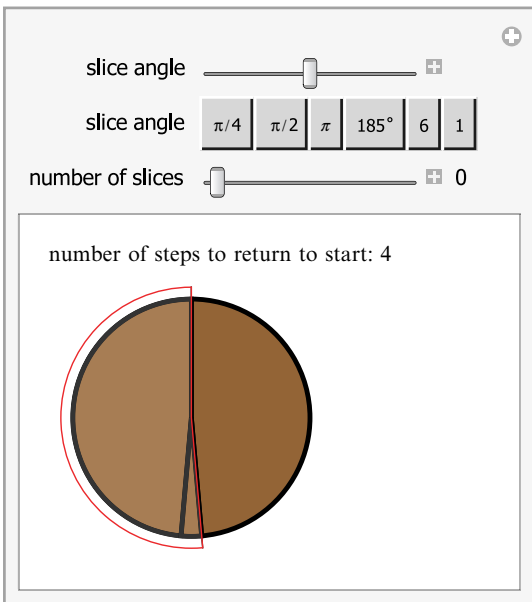 slice angle
slice angle π/4 π/2 π 185° 6 1
number of slices 0
number of steps to return to start: 4